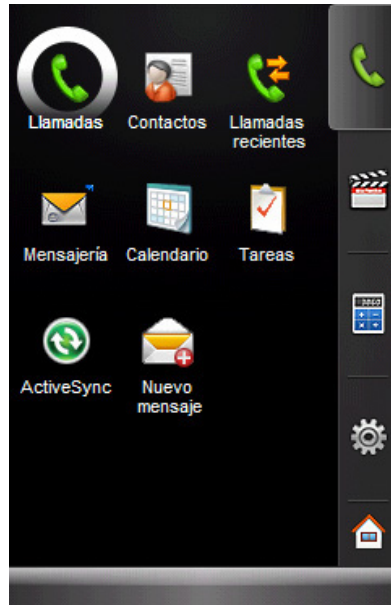 Llamadas
Contactos
Llamadas
recientes
Mensajería
Calendario
Tareas
ActiveSync
Nuevo
mensaje